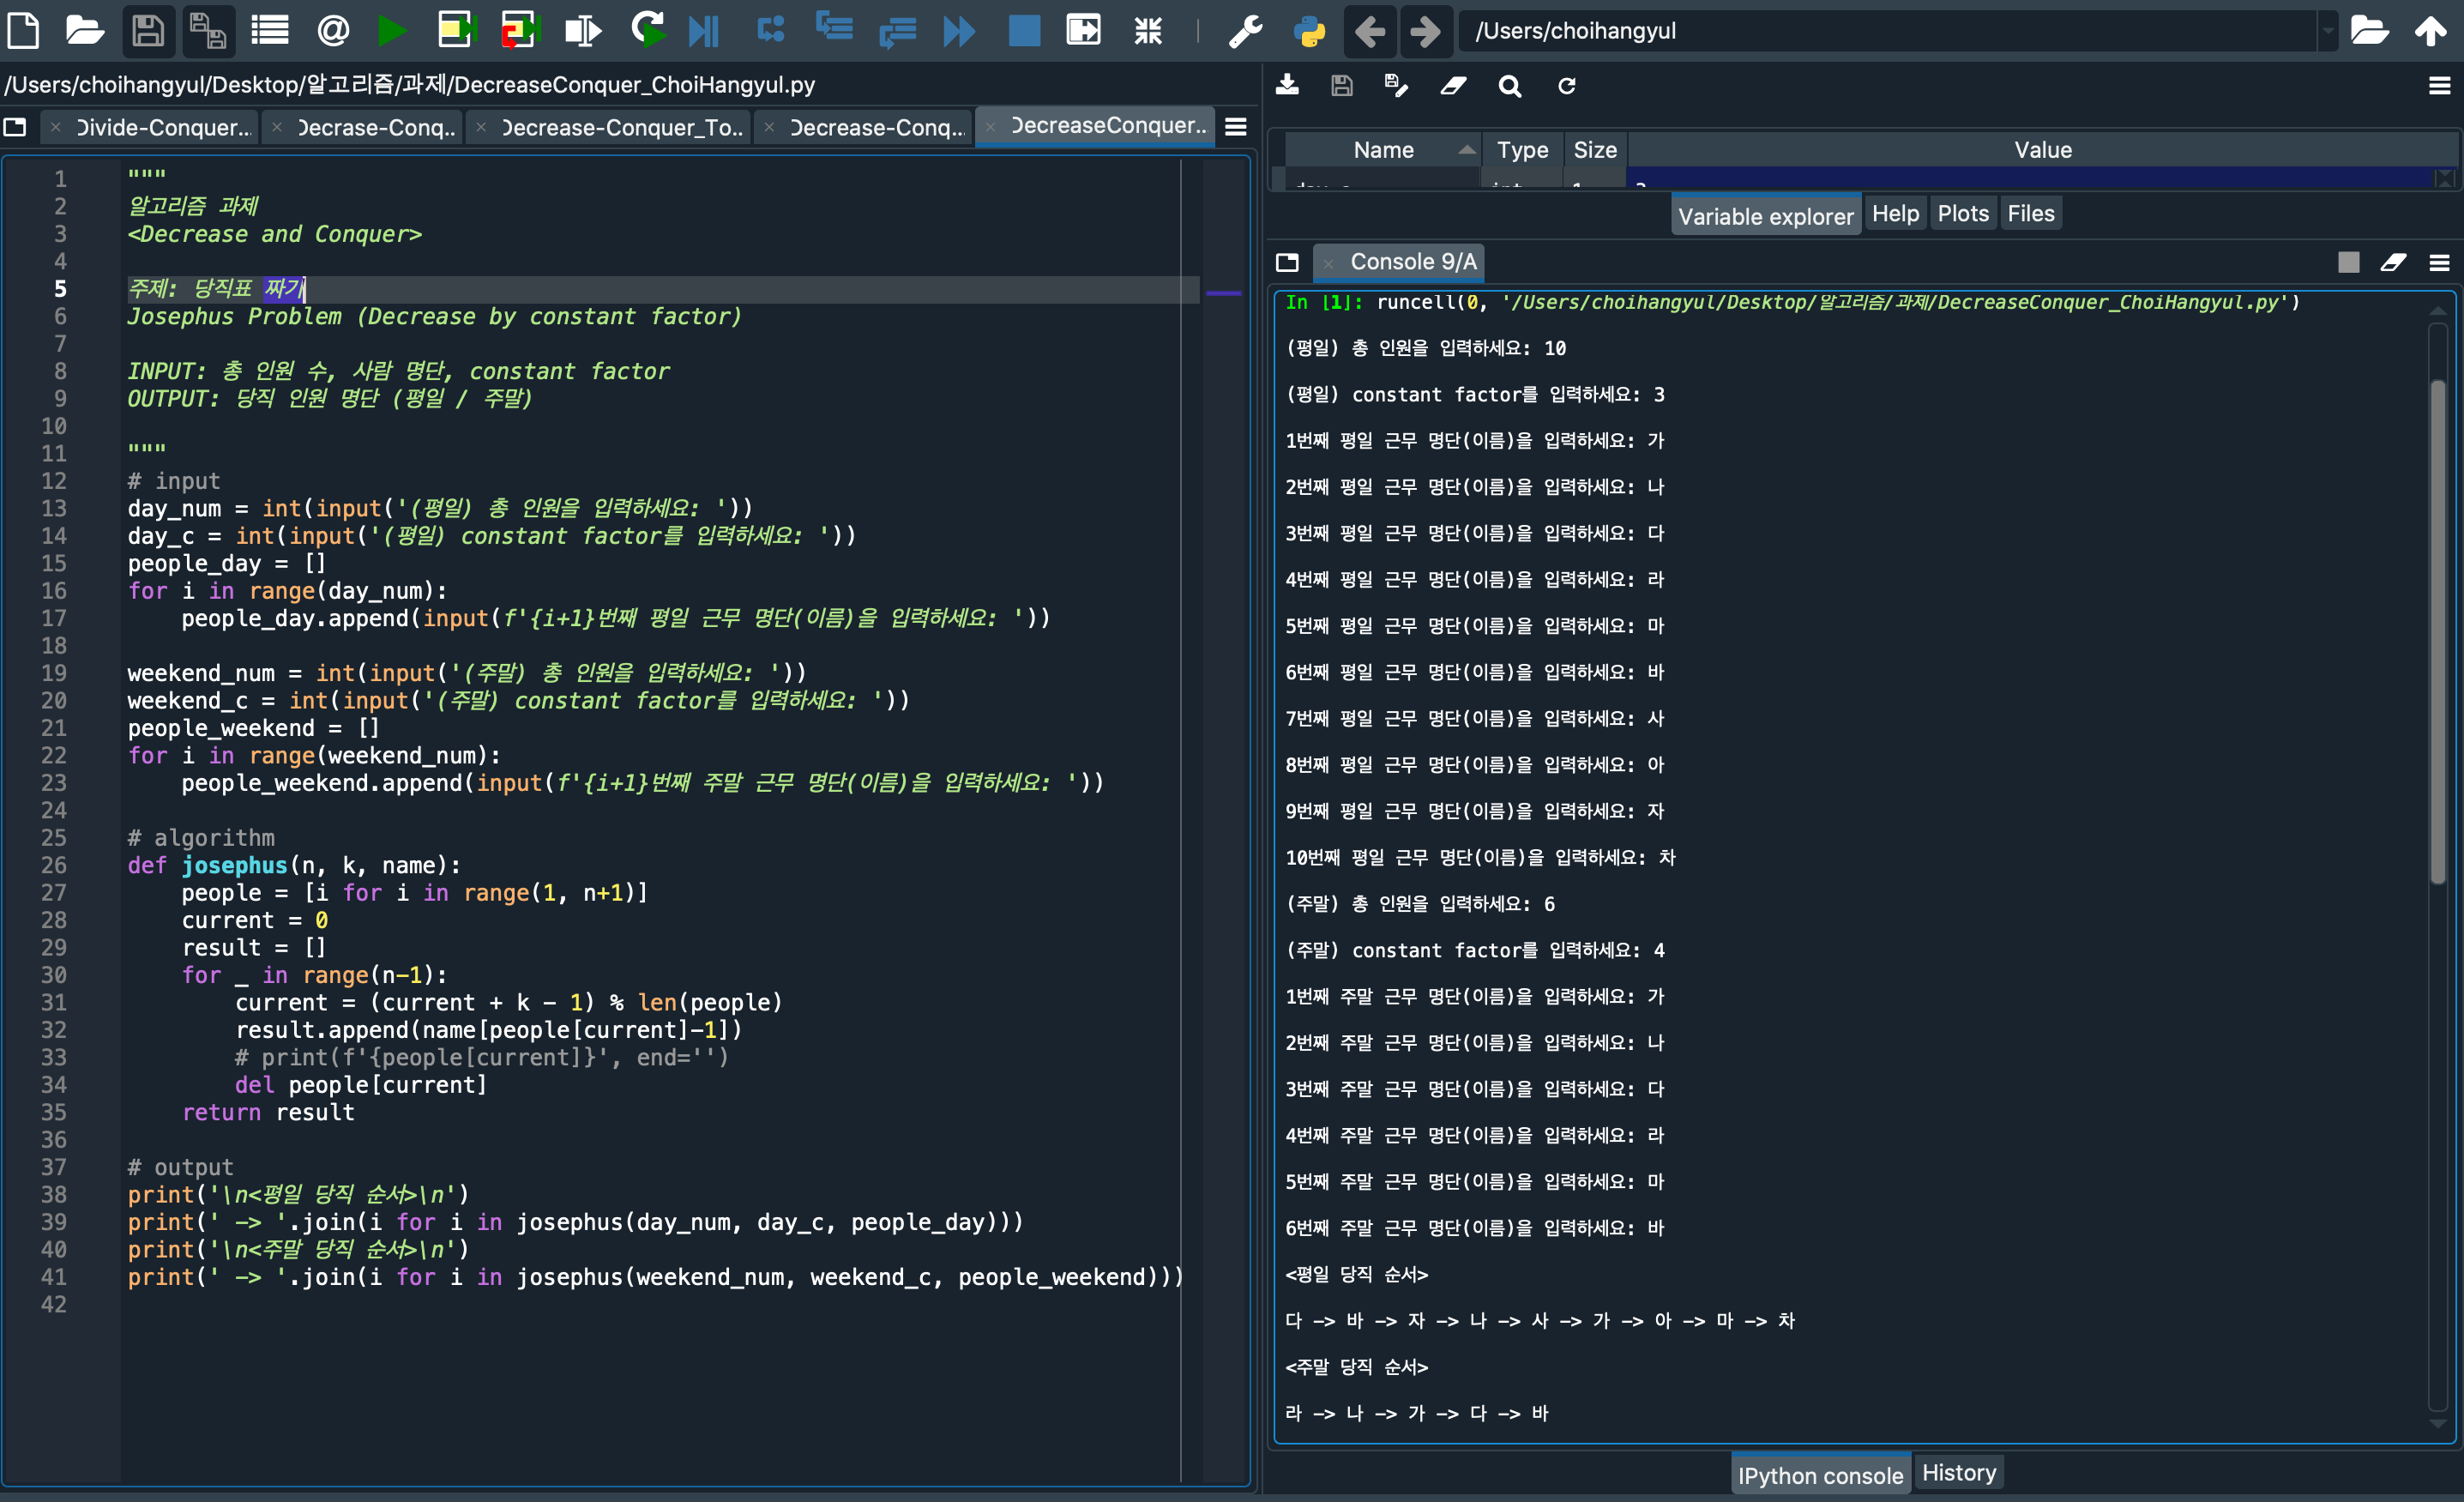 /Users/choihangyul
/Users/choihangyul/Desktop/알고리즘/과제/DecreaseConquer_ChoiHangyul.py
Divide-Conquer...
Decrase-Conq...
Decrease-Conquer_To...
Decrease-Conq...
DecreaseConquer...
1 """
2 알고리즘 과제
3 <Decrease and Conquer>
4
5 주제: 당직표 짜기
6 Josephus Problem (Decrease by constant factor)
7
8 INPUT: 총 인원 수, 사람 명단, constant factor
9 OUTPUT: 당직 인원 명단 (평일 / 주말)
10
11 """
12 # input
13 day_num = int(input('(평일) 총 인원을 입력하세요: '))
14 day_c = int(input('(평일) constant factor를 입력하세요: '))
15 people_day = []
16 for i in range(day_num):
17     people_day.append(input(f'{i+1}번째 평일 근무 명단(이름)을 입력하세요: '))
18
19 weekend_num = int(input('(주말) 총 인원을 입력하세요: '))
20 weekend_c = int(input('(주말) constant factor를 입력하세요: '))
21 people_weekend = []
22 for i in range(weekend_num):
23     people_weekend.append(input(f'{i+1}번째 주말 근무 명단(이름)을 입력하세요: '))
24
25 # algorithm
26 def josephus(n, k, name):
27     people = [i for i in range(1, n+1)]
28     current = 0
29     result = []
30     for _ in range(n-1):
31         current = (current + k - 1) % len(people)
32         result.append(name[people[current]-1])
33         # print(f'{people[current]}', end='')
34         del people[current]
35     return result
36
37 # output
38 print('\n<평일 당직 순서>\n')
39 print(' -> '.join(i for i in josephus(day_num, day_c, people_day)))
40 print('\n<주말 당직 순서>\n')
41 print(' -> '.join(i for i in josephus(weekend_num, weekend_c, people_weekend)))
42
Name Type Size Value
Variable explorer Help Plots Files
Console 9/A
In [1]: runcell(0, '/Users/choihangyul/Desktop/알고리즘/과제/DecreaseConquer_ChoiHangyul.py')
(평일) 총 인원을 입력하세요: 10
(평일) constant factor를 입력하세요: 3
1번째 평일 근무 명단(이름)을 입력하세요: 가
2번째 평일 근무 명단(이름)을 입력하세요: 나
3번째 평일 근무 명단(이름)을 입력하세요: 다
4번째 평일 근무 명단(이름)을 입력하세요: 라
5번째 평일 근무 명단(이름)을 입력하세요: 마
6번째 평일 근무 명단(이름)을 입력하세요: 바
7번째 평일 근무 명단(이름)을 입력하세요: 사
8번째 평일 근무 명단(이름)을 입력하세요: 아
9번째 평일 근무 명단(이름)을 입력하세요: 자
10번째 평일 근무 명단(이름)을 입력하세요: 차
(주말) 총 인원을 입력하세요: 6
(주말) constant factor를 입력하세요: 4
1번째 주말 근무 명단(이름)을 입력하세요: 가
2번째 주말 근무 명단(이름)을 입력하세요: 나
3번째 주말 근무 명단(이름)을 입력하세요: 다
4번째 주말 근무 명단(이름)을 입력하세요: 라
5번째 주말 근무 명단(이름)을 입력하세요: 마
6번째 주말 근무 명단(이름)을 입력하세요: 바
<평일 당직 순서>
다 -> 바 -> 자 -> 나 -> 사 -> 가 -> 아 -> 마 -> 차
<주말 당직 순서>
라 -> 나 -> 가 -> 다 -> 바
IPython console History